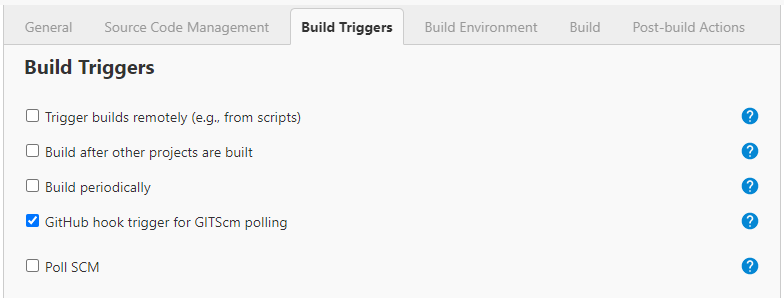 General Source Code Management Build Triggers Build Environment Build Post-build Actions
Build Triggers
Trigger builds remotely (e.g., from scripts) ?
Build after other projects are built ?
Build periodically ?
GitHub hook trigger for GITScm polling ?
Poll SCM ?